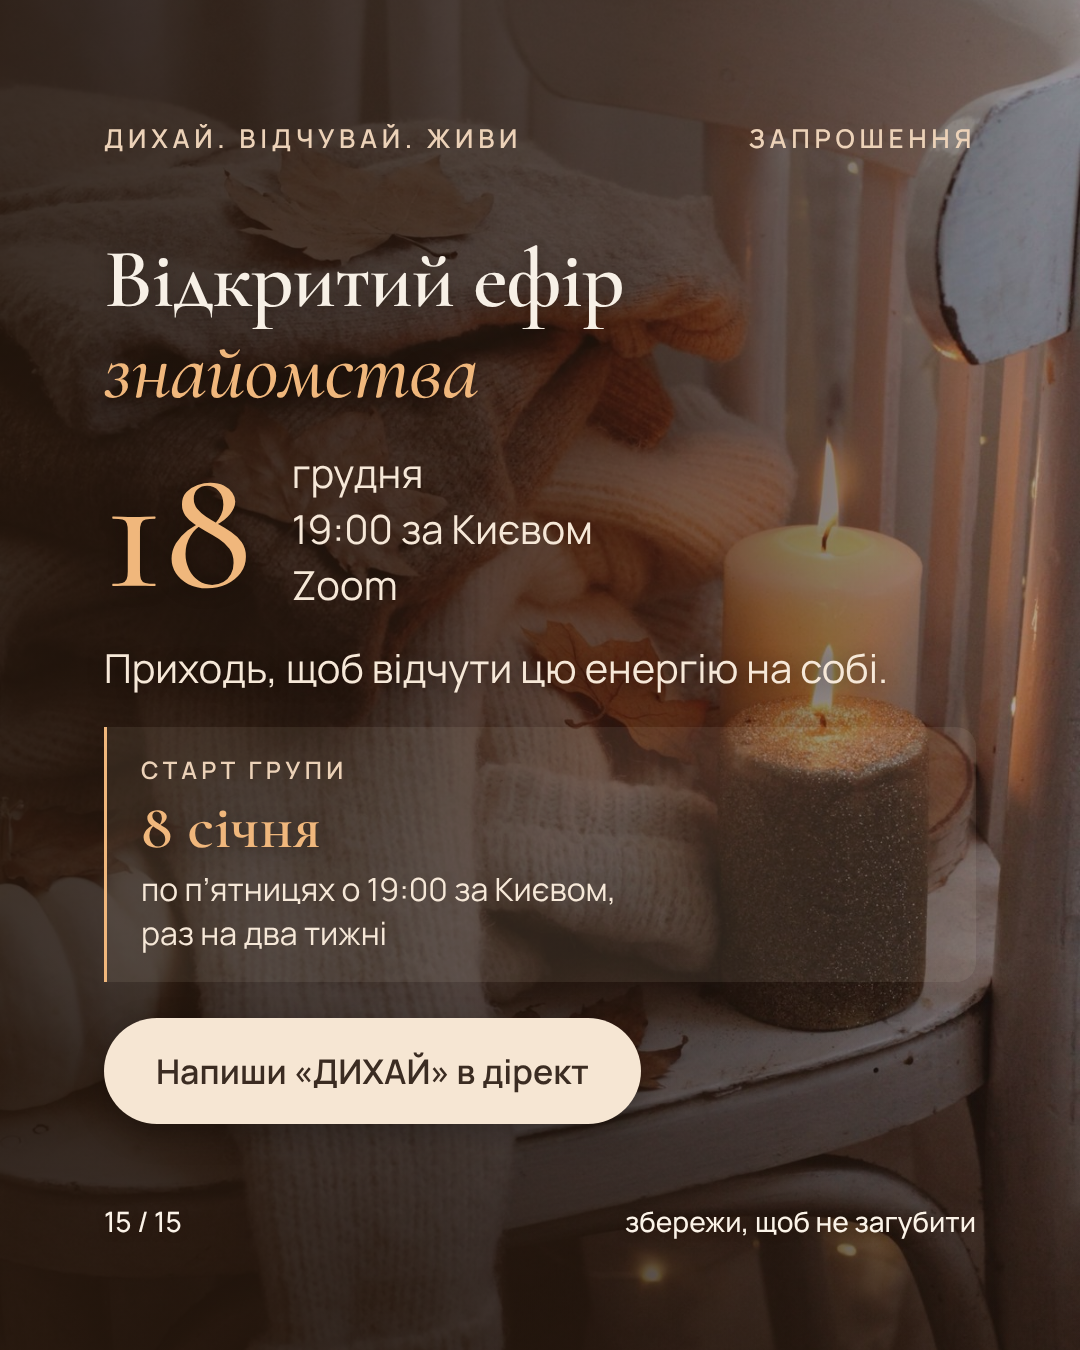 ДИХАЙ. ВІДЧУВАЙ. ЖИВИ
ЗАПРОШЕННЯ
Відкритий ефір
знайомства
18
грудня
19:00 за Києвом
Zoom
Приходь, щоб відчути цю енергію на собі.
СТАРТ ГРУПИ
8 січня
по п’ятницях о 19:00 за Києвом,
раз на два тижні
Напиши «ДИХАЙ» в дірект
15 / 15
збережи, щоб не загубити